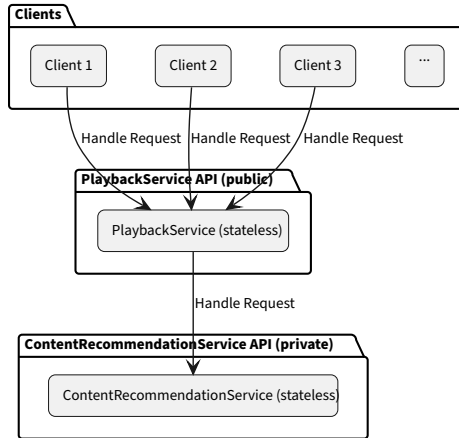 Clients
Client 1
Client 2
Client 3
...
Handle Request
Handle Request
Handle Request
PlaybackService API (public)
PlaybackService (stateless)
Handle Request
ContentRecommendationService API (private)
ContentRecommendationService (stateless)